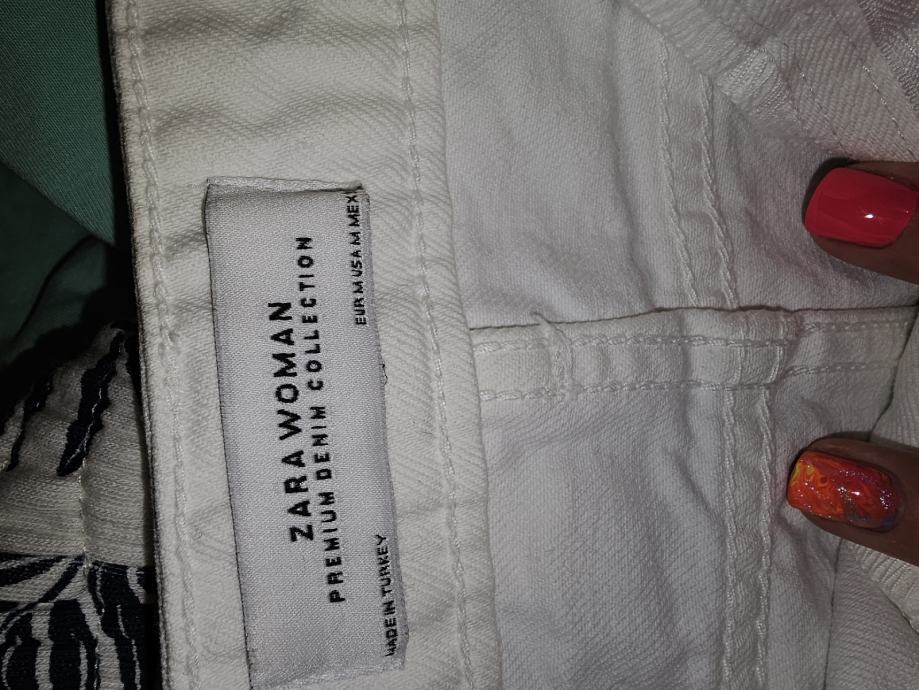 ZARA WOMAN
PREMIUM DENIM COLLECTION
MADE IN TURKEY
EUR M USA M MEX